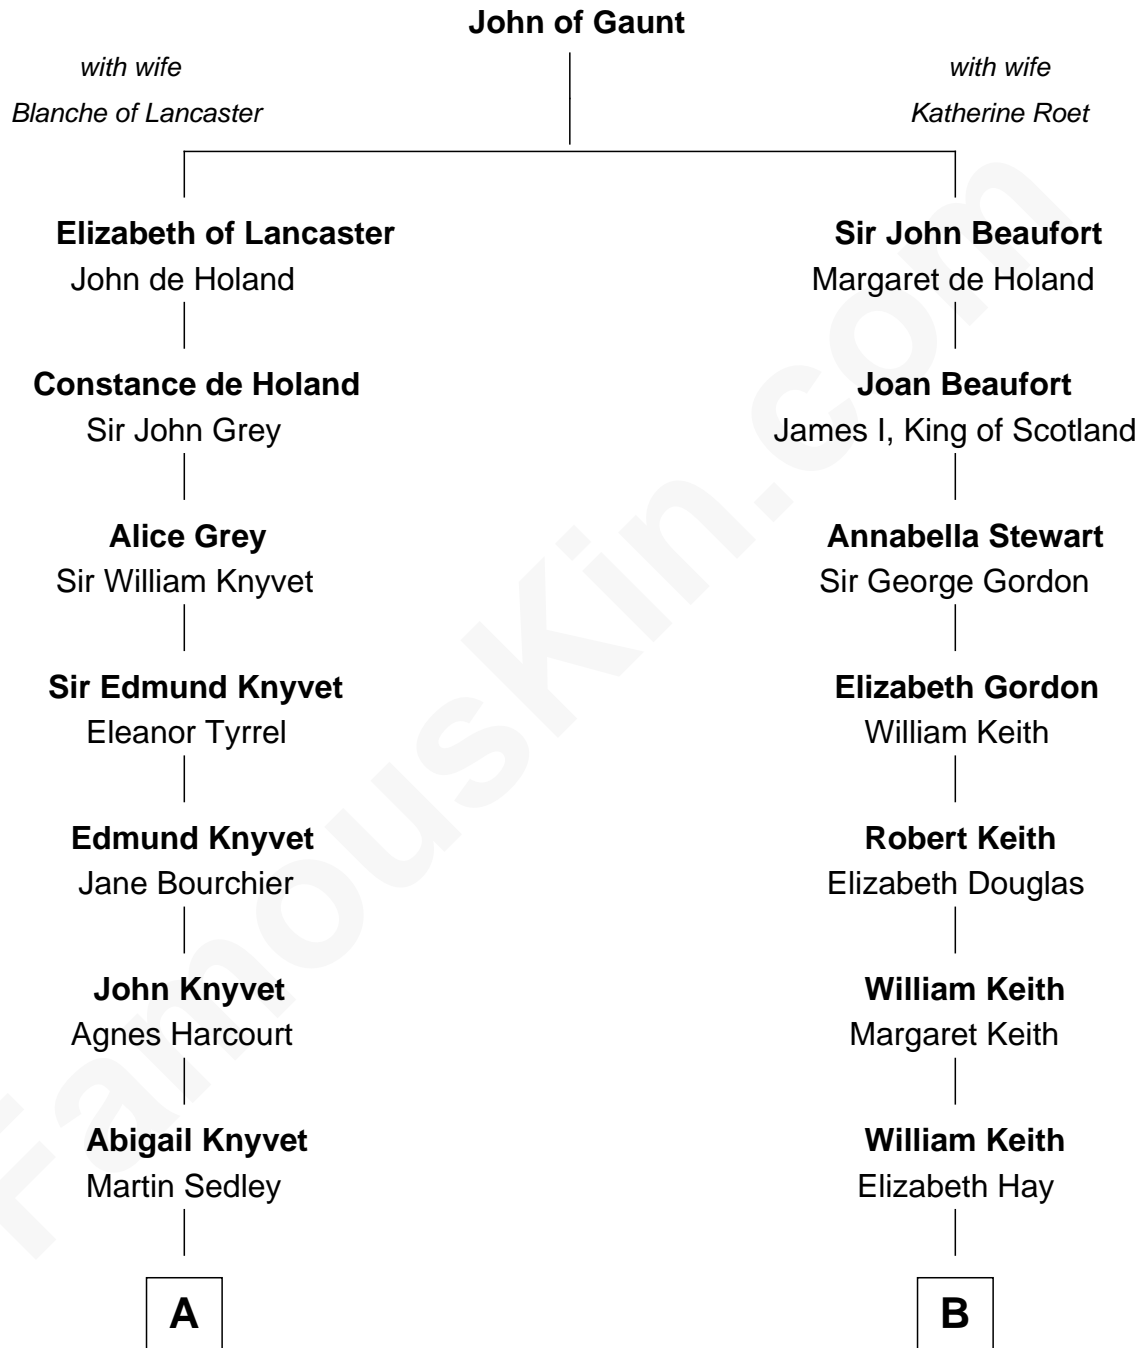 John of Gaunt
with wife
Blanche of Lancaster
with wife
Katherine Roet
Elizabeth of Lancaster
John de Holand
Sir John Beaufort
Margaret de Holand
Constance de Holand
Sir John Grey
Joan Beaufort
James I, King of Scotland
Alice Grey
Sir William Knyvet
Annabella Stewart
Sir George Gordon
Sir Edmund Knyvet
Eleanor Tyrrel
Elizabeth Gordon
William Keith
Edmund Knyvet
Jane Bourchier
Robert Keith
Elizabeth Douglas
John Knyvet
Agnes Harcourt
William Keith
Margaret Keith
Abigail Knyvet
Martin Sedley
William Keith
Elizabeth Hay
A
B
FamousKin.com